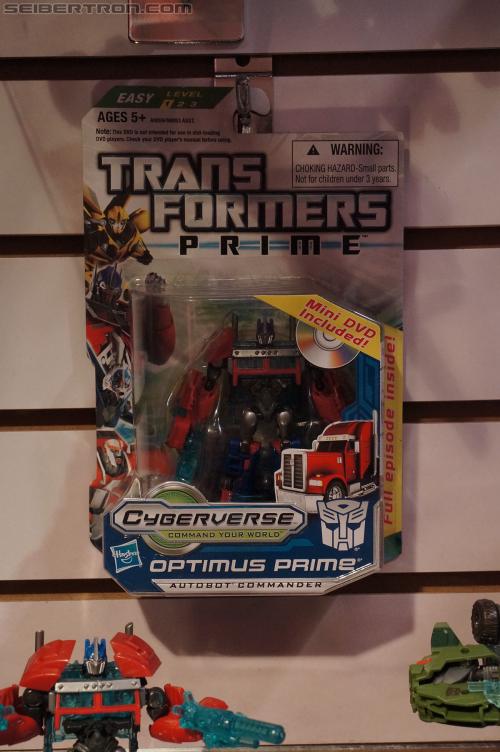 SEIBERTRON.COM
EASY LEVEL
1 2 3
AGES 5+
Note: This DVD is not intended for use in slot-loading
DVD players. Check your DVD player's manual before using.
WARNING:
CHOKING HAZARD-Small parts.
Not for children under 3 years.
TRANS
FORMERS
PRIME™
Mini DVD
Included!
Full episode inside!
CYBERVERSE
COMMAND YOUR WORLD
Hasbro
OPTIMUS PRIME
AUTOBOT COMMANDER